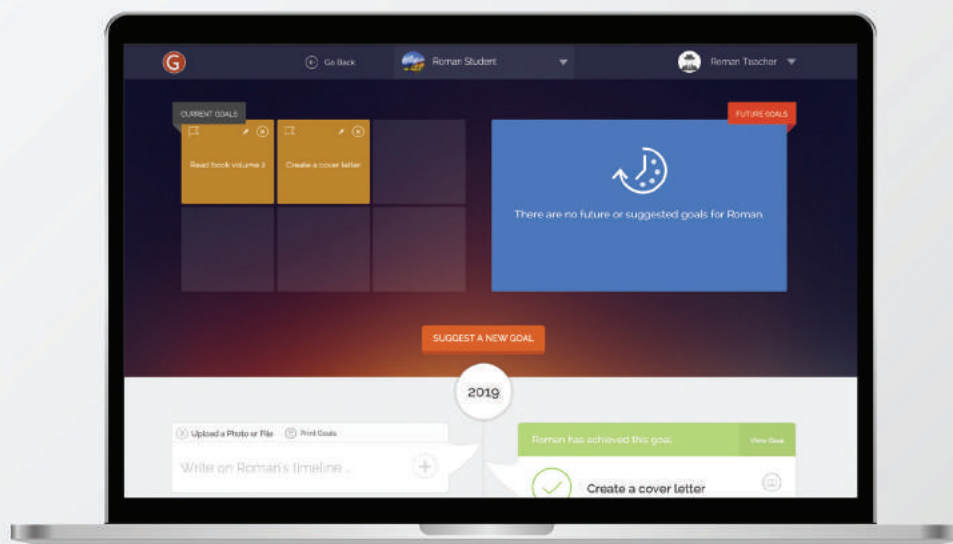 G
Go Back
Roman Student
Roman Teacher
CURRENT GOALS
Read book volume 2
Create a cover letter
FUTURE GOALS
There are no future or suggested goals for Roman.
SUGGEST A NEW GOAL
2019
Upload a Photo or File
Print Goals
Write on Roman's timeline ...
Roman has achieved this goal.
View Goal
Create a cover letter